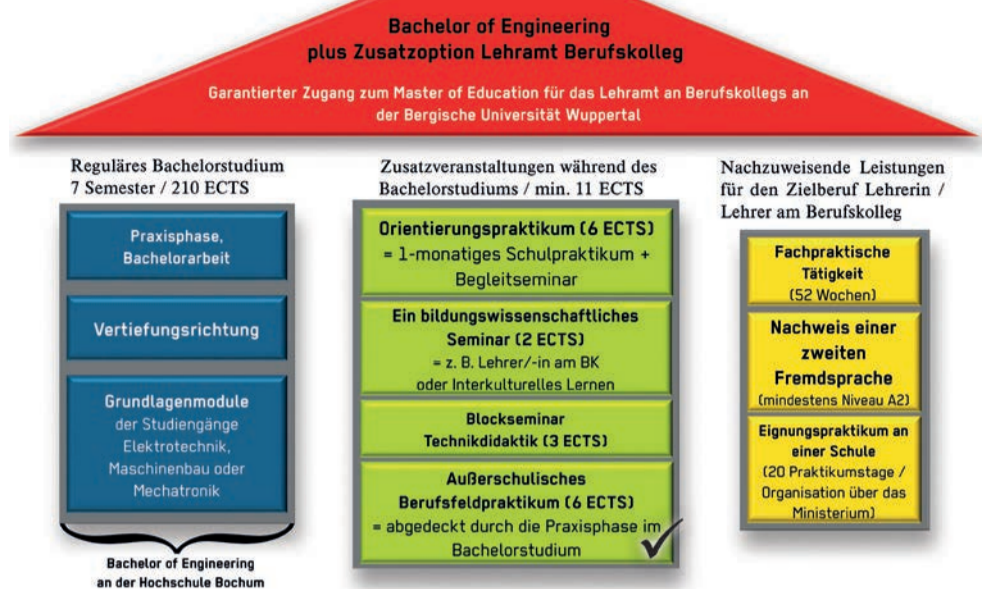 Bachelor of Engineering
plus Zusatzoption Lehramt Berufskolleg
Garantierter Zugang zum Master of Education für das Lehramt an Berufskollegs an
der Bergische Universität Wuppertal
Reguläres Bachelorstudium
7 Semester / 210 ECTS
Praxisphase,
Bachelorarbeit
Vertiefungsrichtung
Grundlagenmodule
der Studiengänge
Elektrotechnik,
Maschinenbau oder
Mechatronik
Bachelor of Engineering
an der Hochschule Bochum
Zusatzveranstaltungen während des
Bachelorstudiums / min. 11 ECTS
Orientierungspraktikum (6 ECTS)
= 1-monatiges Schulpraktikum +
Begleitseminar
Ein bildungswissenschaftliches
Seminar (2 ECTS)
= z. B. Lehrer/-in am BK
oder Interkulturelles Lernen
Blockseminar
Technikdidaktik (3 ECTS)
Außerschulisches
Berufsfeldpraktikum (6 ECTS)
= abgedeckt durch die Praxisphase im
Bachelorstudium
Nachzuweisende Leistungen
für den Zielberuf Lehrerin /
Lehrer am Berufskolleg
Fachpraktische
Tätigkeit
(52 Wochen)
Nachweis einer
zweiten
Fremdsprache
(mindestens Niveau A2)
Eignungspraktikum an
einer Schule
(20 Praktikumstage /
Organisation über das
Ministerium)